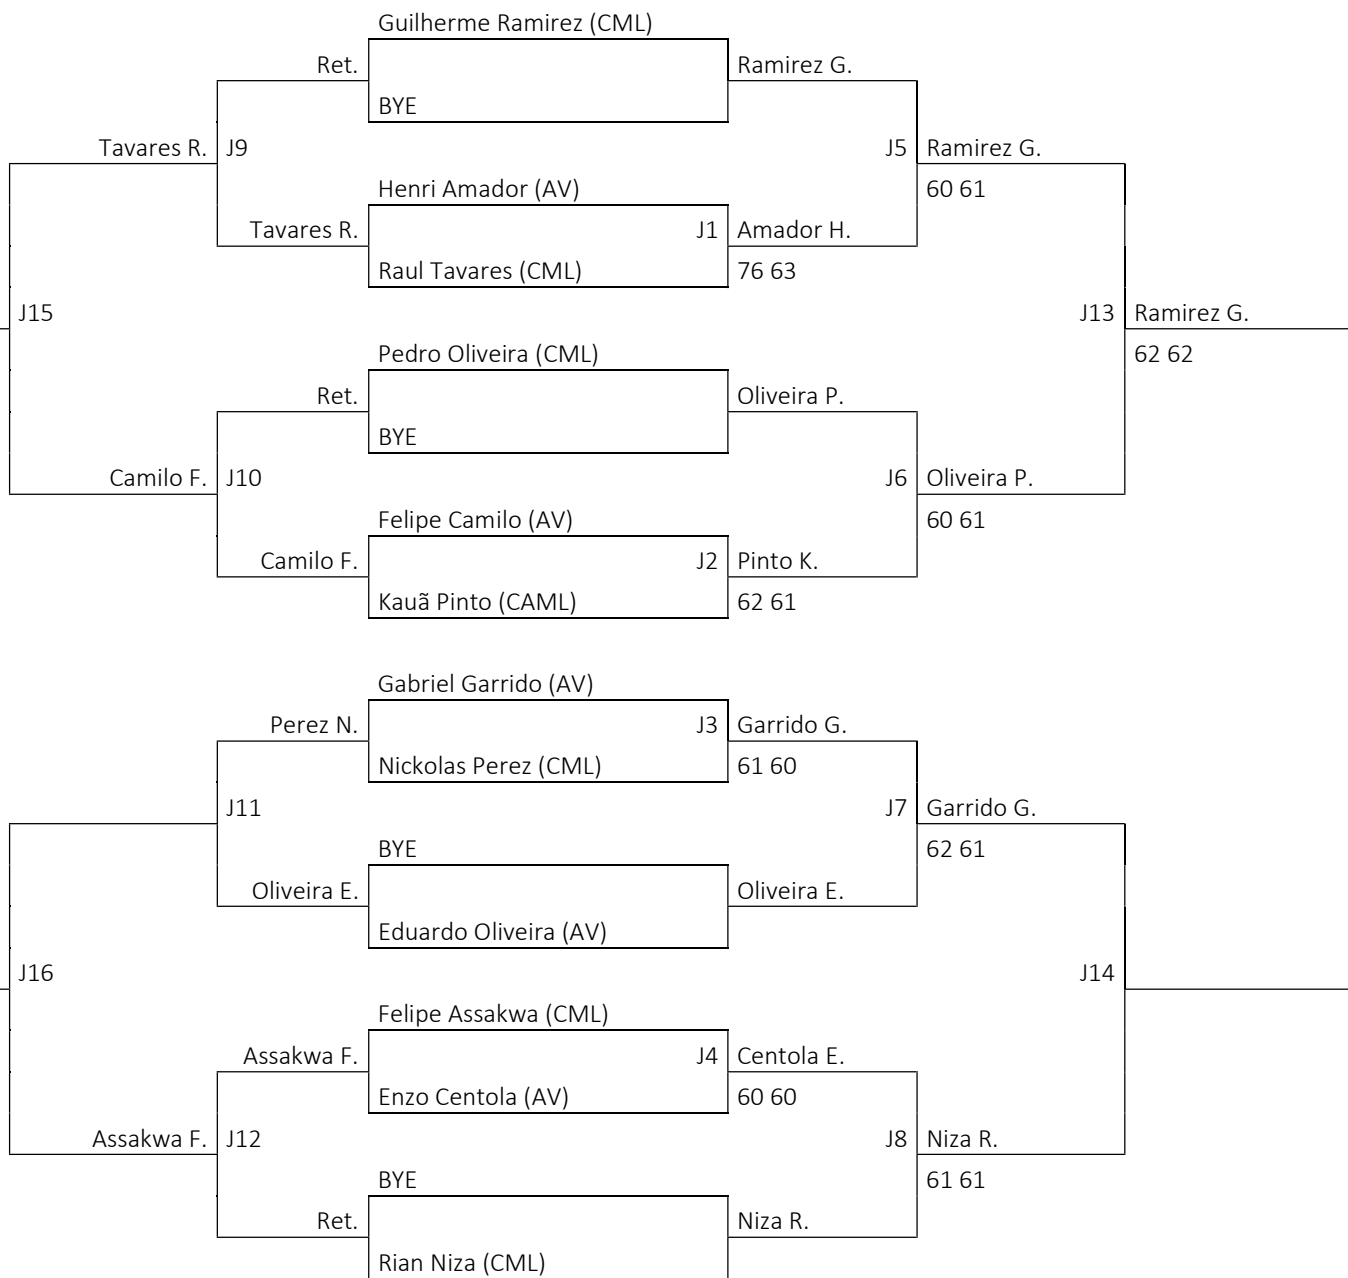 Guilherme Ramirez (CML)
Ret.
Ramirez G.
BYE
Tavares R.
J9
J5
Ramirez G.
Henri Amador (AV)
60 61
Tavares R.
J1
Amador H.
Raul Tavares (CML)
76 63
J15
J13
Ramirez G.
Pedro Oliveira (CML)
62 62
Ret.
Oliveira P.
BYE
Camilo F.
J10
J6
Oliveira P.
Felipe Camilo (AV)
60 61
Camilo F.
J2
Pinto K.
Kauã Pinto (CAML)
62 61
Gabriel Garrido (AV)
Perez N.
J3
Garrido G.
Nickolas Perez (CML)
61 60
J11
J7
Garrido G.
BYE
62 61
Oliveira E.
Oliveira E.
Eduardo Oliveira (AV)
J16
J14
Felipe Assakwa (CML)
Assakwa F.
J4
Centola E.
Enzo Centola (AV)
60 60
Assakwa F.
J12
J8
Niza R.
BYE
61 61
Ret.
Niza R.
Rian Niza (CML)